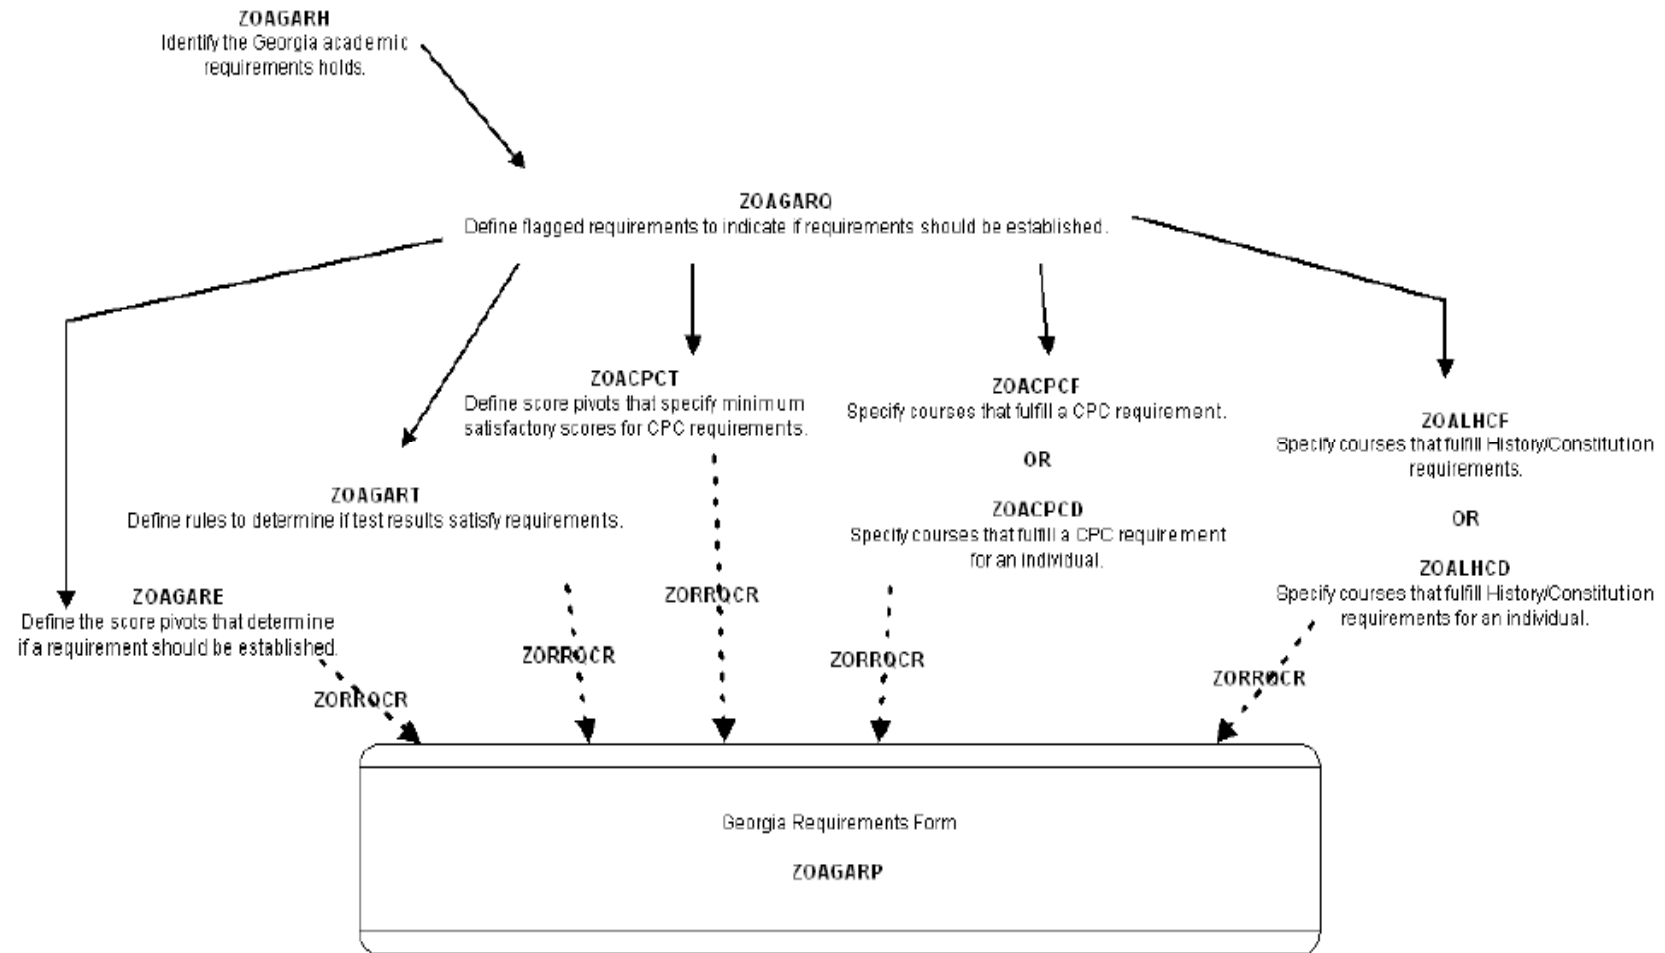 ZOAGARH
Identify the Georgia academic
requirements holds.
ZOAGARQ
Define flagged requirements to indicate if requirements should be established.
ZOACPCT
Define score pivots that specify minimum
satisfactory scores for CPC requirements.
ZOACPCF
Specify courses that fulfill a CPC requirement.
OR
ZOACPCD
Specify courses that fulfill a CPC requirement
for an individual.
ZOALHCF
Specify courses that fulfill History/Constitution
requirements.
OR
ZOALHCD
Specify courses that fulfill History/Constitution
requirements for an individual.
ZOAGART
Define rules to determine if test results satisfy requirements.
ZOAGARE
Define the score pivots that determine
if a requirement should be established.
ZORRQCR
ZORRQCR
ZORRQCR
ZORRQCR
ZORRQCR
Georgia Requirements Form
ZOAGARP